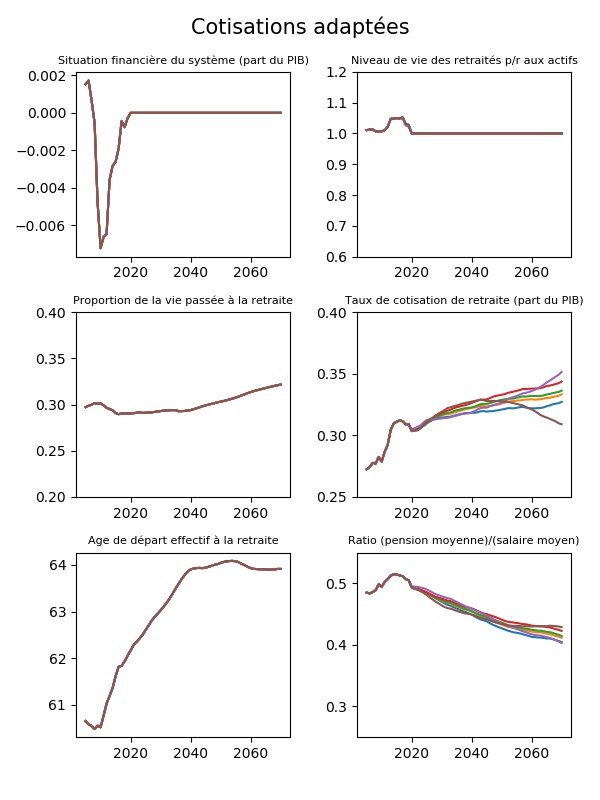 Cotisations adaptées
Situation financière du système (part du PIB)
0.002
0.000
−0.002
−0.004
−0.006
2020 2040 2060
Niveau de vie des retraités p/r aux actifs
1.2
1.1
1.0
0.9
0.8
0.7
0.6
2020 2040 2060
Proportion de la vie passée à la retraite
0.40
0.35
0.30
0.25
0.20
2020 2040 2060
Taux de cotisation de retraite (part du PIB)
0.40
0.35
0.30
0.25
2020 2040 2060
Age de départ effectif à la retraite
64
63
62
61
2020 2040 2060
Ratio (pension moyenne)/(salaire moyen)
0.5
0.4
0.3
2020 2040 2060